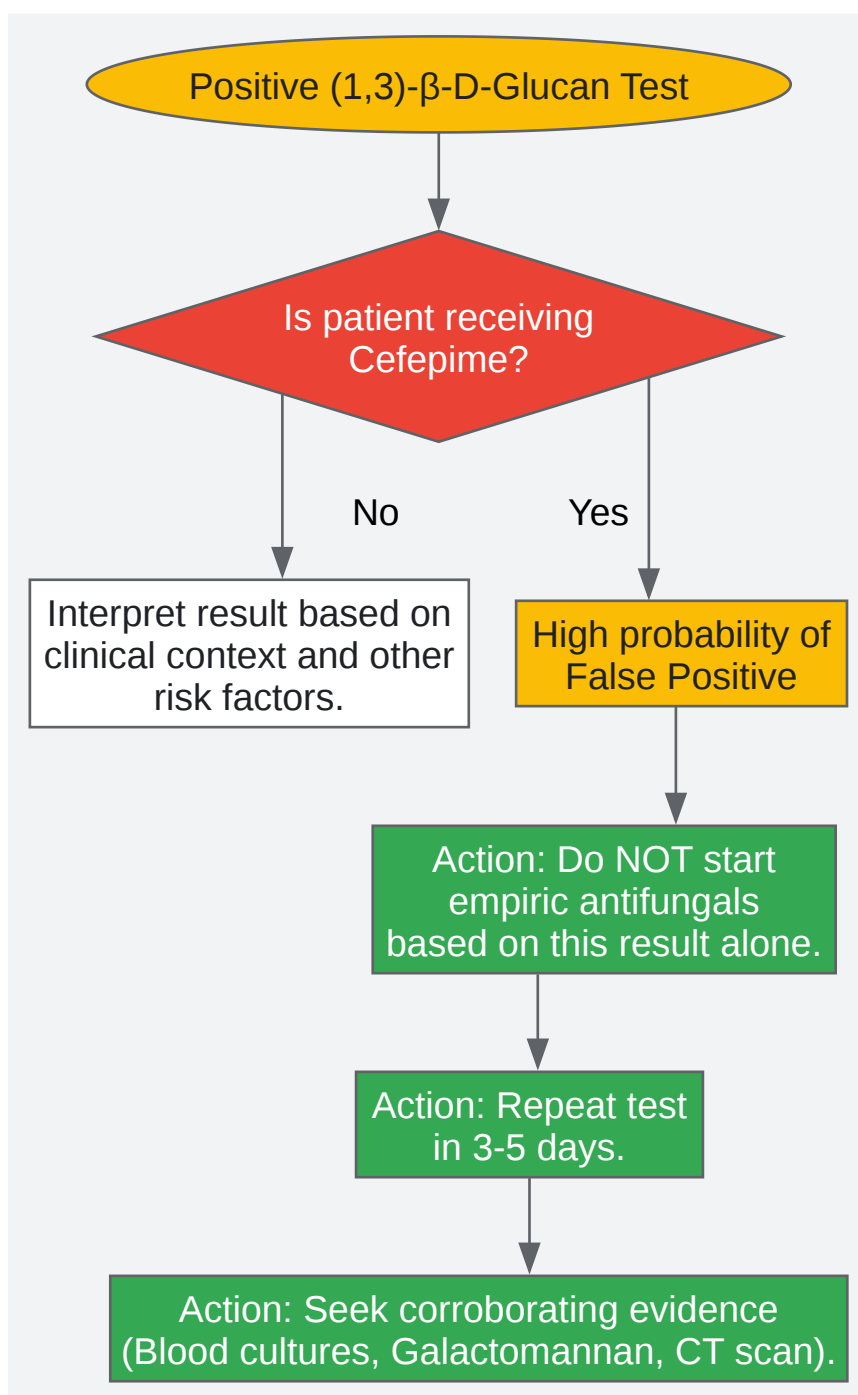 Positive (1,3)-β-D-Glucan Test
Is patient receiving
Cefepime?
No
Yes
Interpret result based on
clinical context and other
risk factors.
High probability of
False Positive
Action: Do NOT start
empiric antifungals
based on this result alone.
Action: Repeat test
in 3-5 days.
Action: Seek corroborating evidence
(Blood cultures, Galactomannan, CT scan).